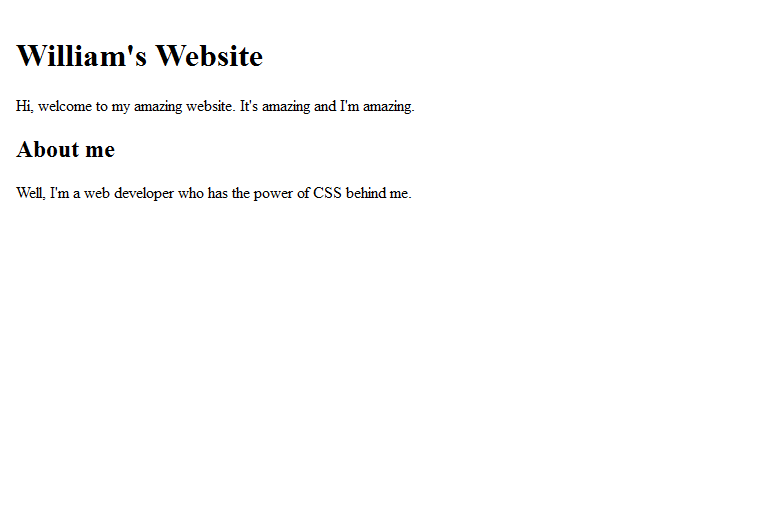 William's Website
Hi, welcome to my amazing website. It's amazing and I'm amazing.
About me
Well, I'm a web developer who has the power of CSS behind me.